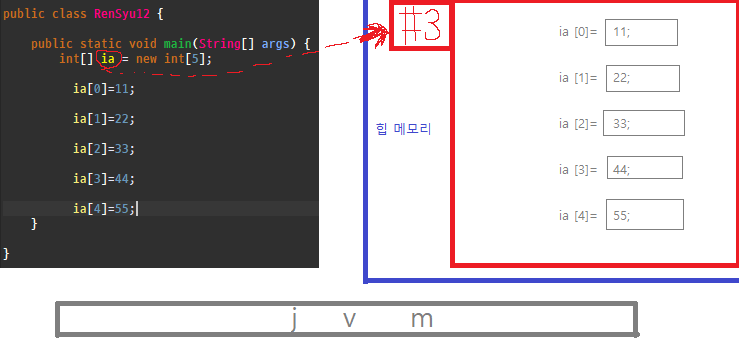 public class RenSyu12 {
public static void main(String[] args) {
int[] ia = new int[5];
ia[0]=11;
ia[1]=22;
ia[2]=33;
ia[3]=44;
ia[4]=55;
}
}
#3
힙 메모리
ia [0]= 11;
ia [1]= 22;
ia [2]= 33;
ia [3]= 44;
ia [4]= 55;
j v m